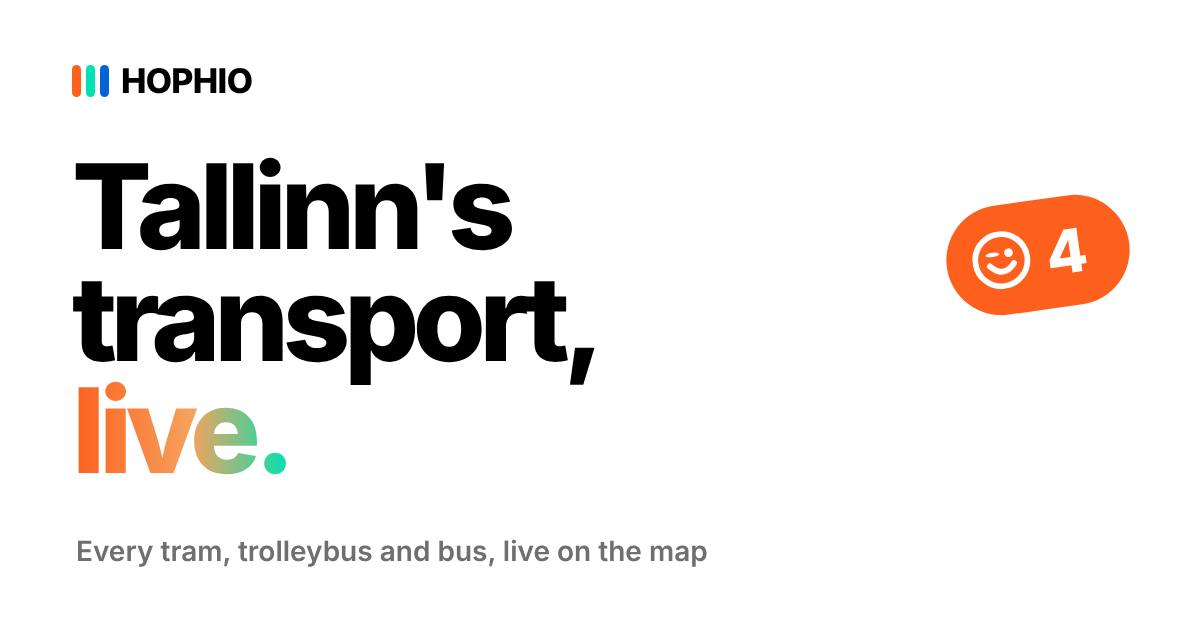 HOPHIO
Tallinn's
transport,
live.
4
Every tram, trolleybus and bus, live on the map